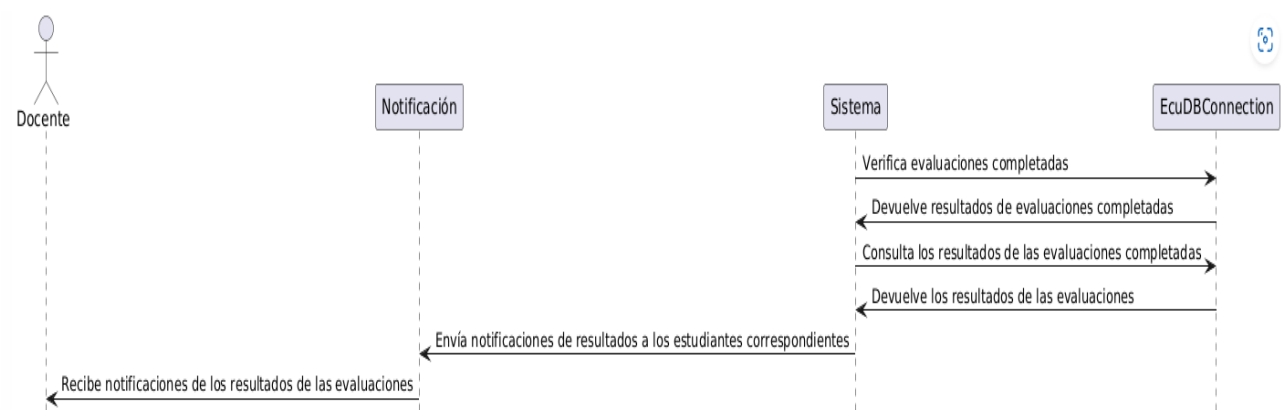 Docente
Notificación
Sistema
EcuDBConnection
Verifica evaluaciones completadas
Devuelve resultados de evaluaciones completadas
Consulta los resultados de las evaluaciones completadas
Devuelve los resultados de las evaluaciones
Envía notificaciones de resultados a los estudiantes correspondientes
Recibe notificaciones de los resultados de las evaluaciones